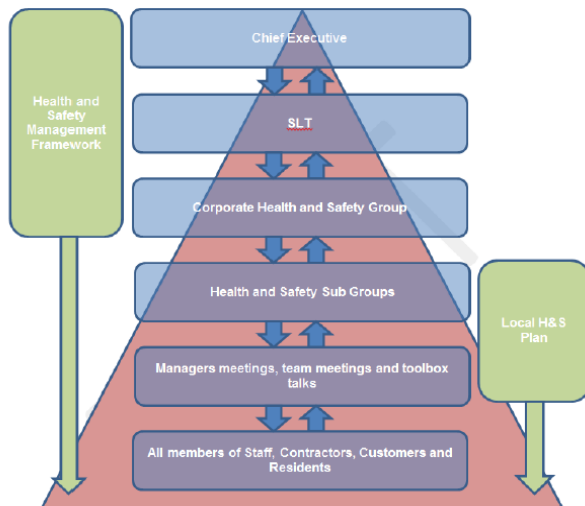 Chief Executive
Health and
Safety
Management
Framework
SLT
Corporate Health and Safety Group
Health and Safety Sub Groups
Local H&S
Plan
Managers meetings, team meetings and toolbox
talks
All members of Staff, Contractors, Customers and
Residents